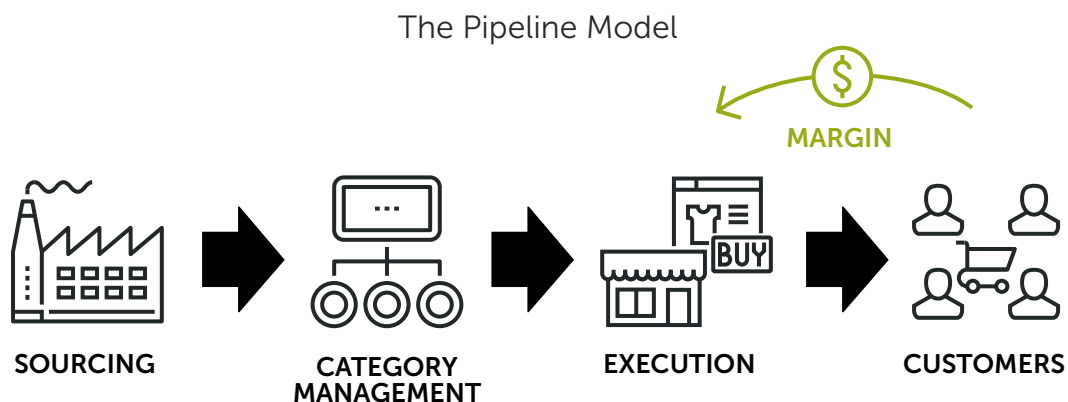 The Pipeline Model
$
MARGIN
...
BUY
SOURCING
CATEGORY
MANAGEMENT
EXECUTION
CUSTOMERS